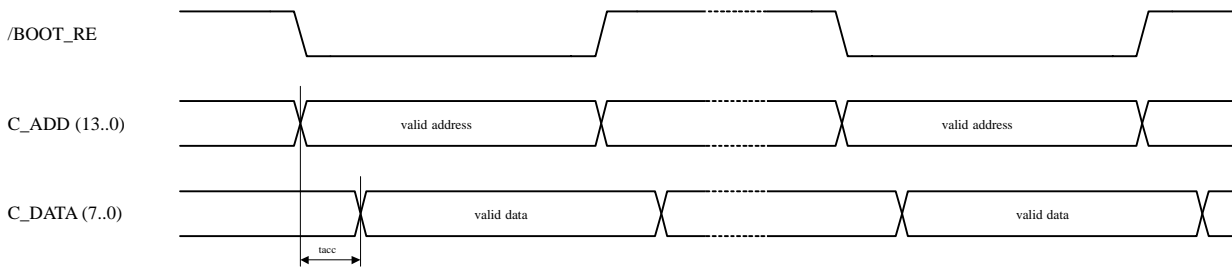 /BOOT_RE
C_ADD (13..0)
valid address
valid address
C_DATA (7..0)
valid data
valid data
tacc